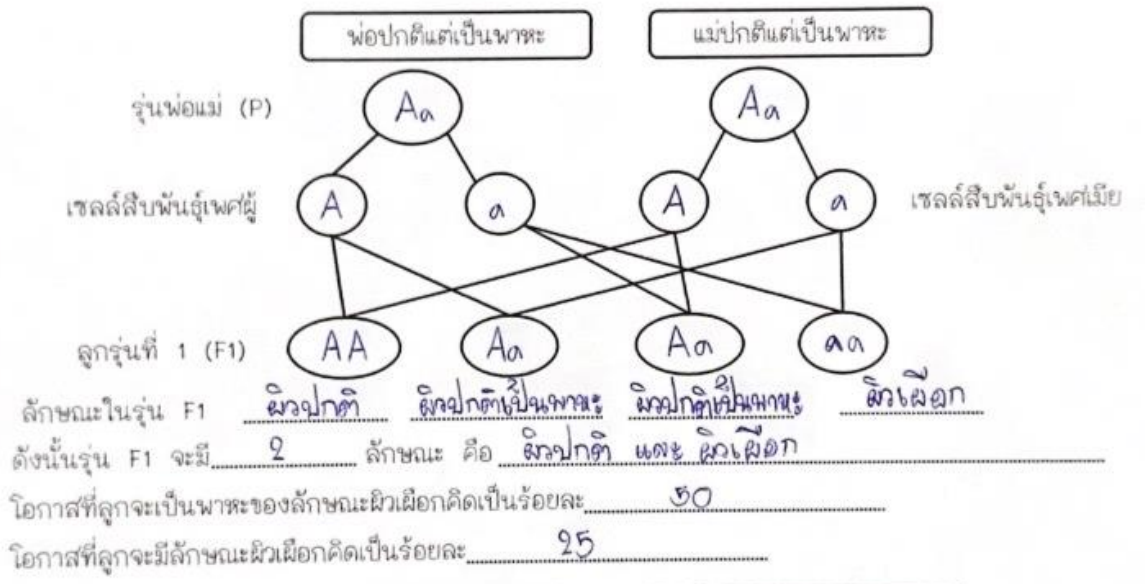 พ่อปกติแต่เป็นพาหะ แม่ปกติแต่เป็นพาหะ
รุ่นพ่อแม่ (P) Aa Aa
เซลล์สืบพันธุ์เพศผู้ A a A a เซลล์สืบพันธุ์เพศเมีย
ลูกรุ่นที่ 1 (F1) AA Aa Aa aa
ลักษณะในรุ่น F1 ผิวปกติ ผิวปกติเป็นพาหะ ผิวปกติเป็นพาหะ ผิวเผือก
ดังนั้นรุ่น F1 จะมี 2 ลักษณะ คือ ผิวปกติ และ ผิวเผือก
โอกาสที่ลูกจะเป็นพาหะของลักษณะผิวเผือกคิดเป็นร้อยละ 50
โอกาสที่ลูกจะมีลักษณะผิวเผือกคิดเป็นร้อยละ 25